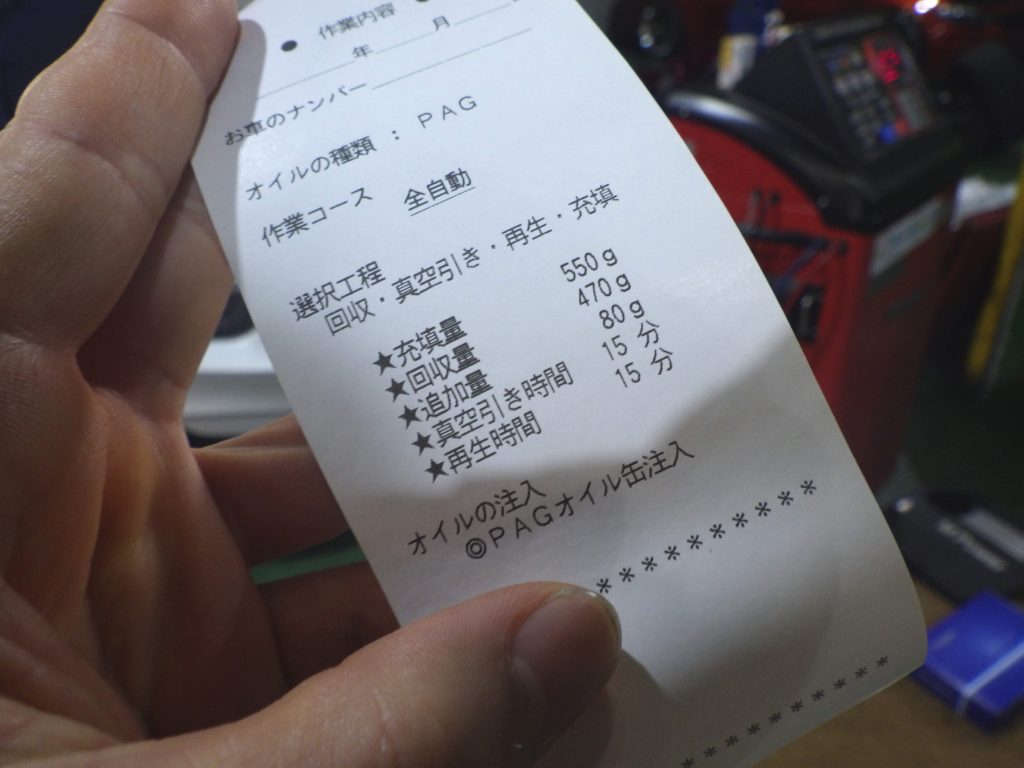 ● 作業内容
年 月
お車のナンバー
オイルの種類 : PAG
作業コース 全自動
選択工程
回収・真空引き・再生・充填
★充填量 550g
★回収量 470g
★追加量 80g
★真空引き時間 15 分
★再生時間 15 分
オイルの注入
◎PAGオイル缶注入
**********
**********